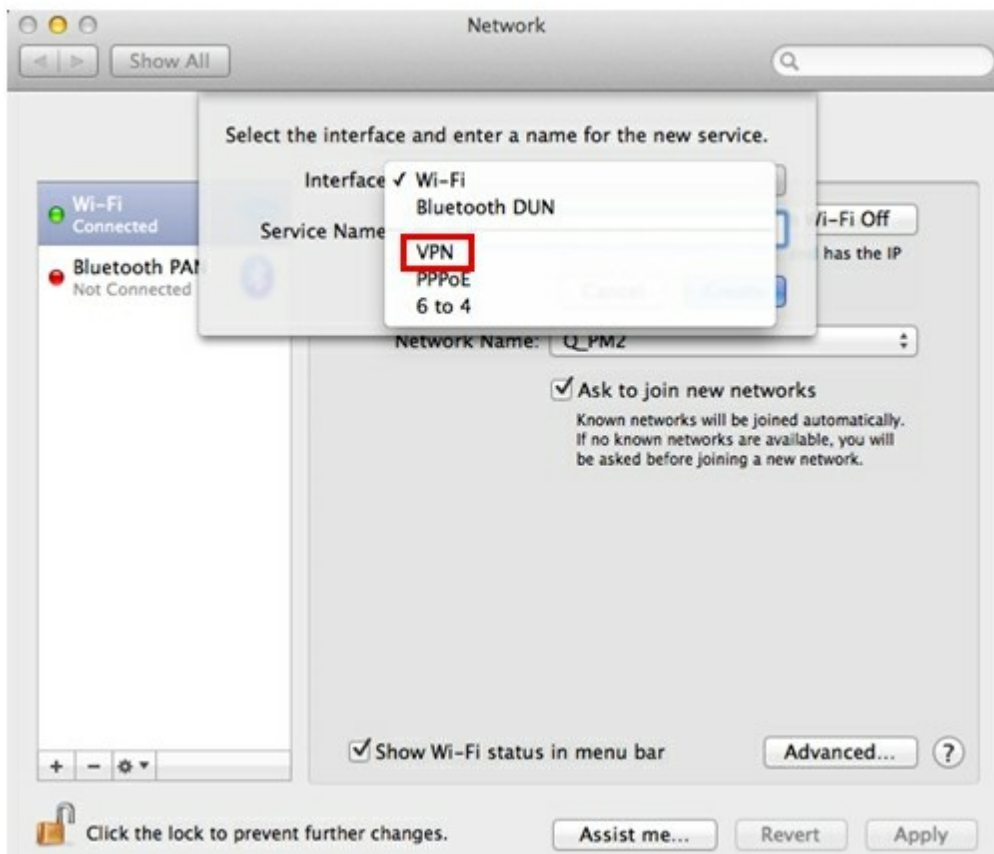 Network
Show All
Select the interface and enter a name for the new service.
Interface ✓ Wi-Fi
Bluetooth DUN
Service Name
VPN
PPPoE
6 to 4
Wi-Fi
Connected
Bluetooth PAN
Not Connected
Wi-Fi Off
has the IP
Cancel
Network Name: Q_PM2
Ask to join new networks
Known networks will be joined automatically.
If no known networks are available, you will
be asked before joining a new network.
Show Wi-Fi status in menu bar
Advanced...
?
+ −
Click the lock to prevent further changes.
Assist me...
Revert
Apply